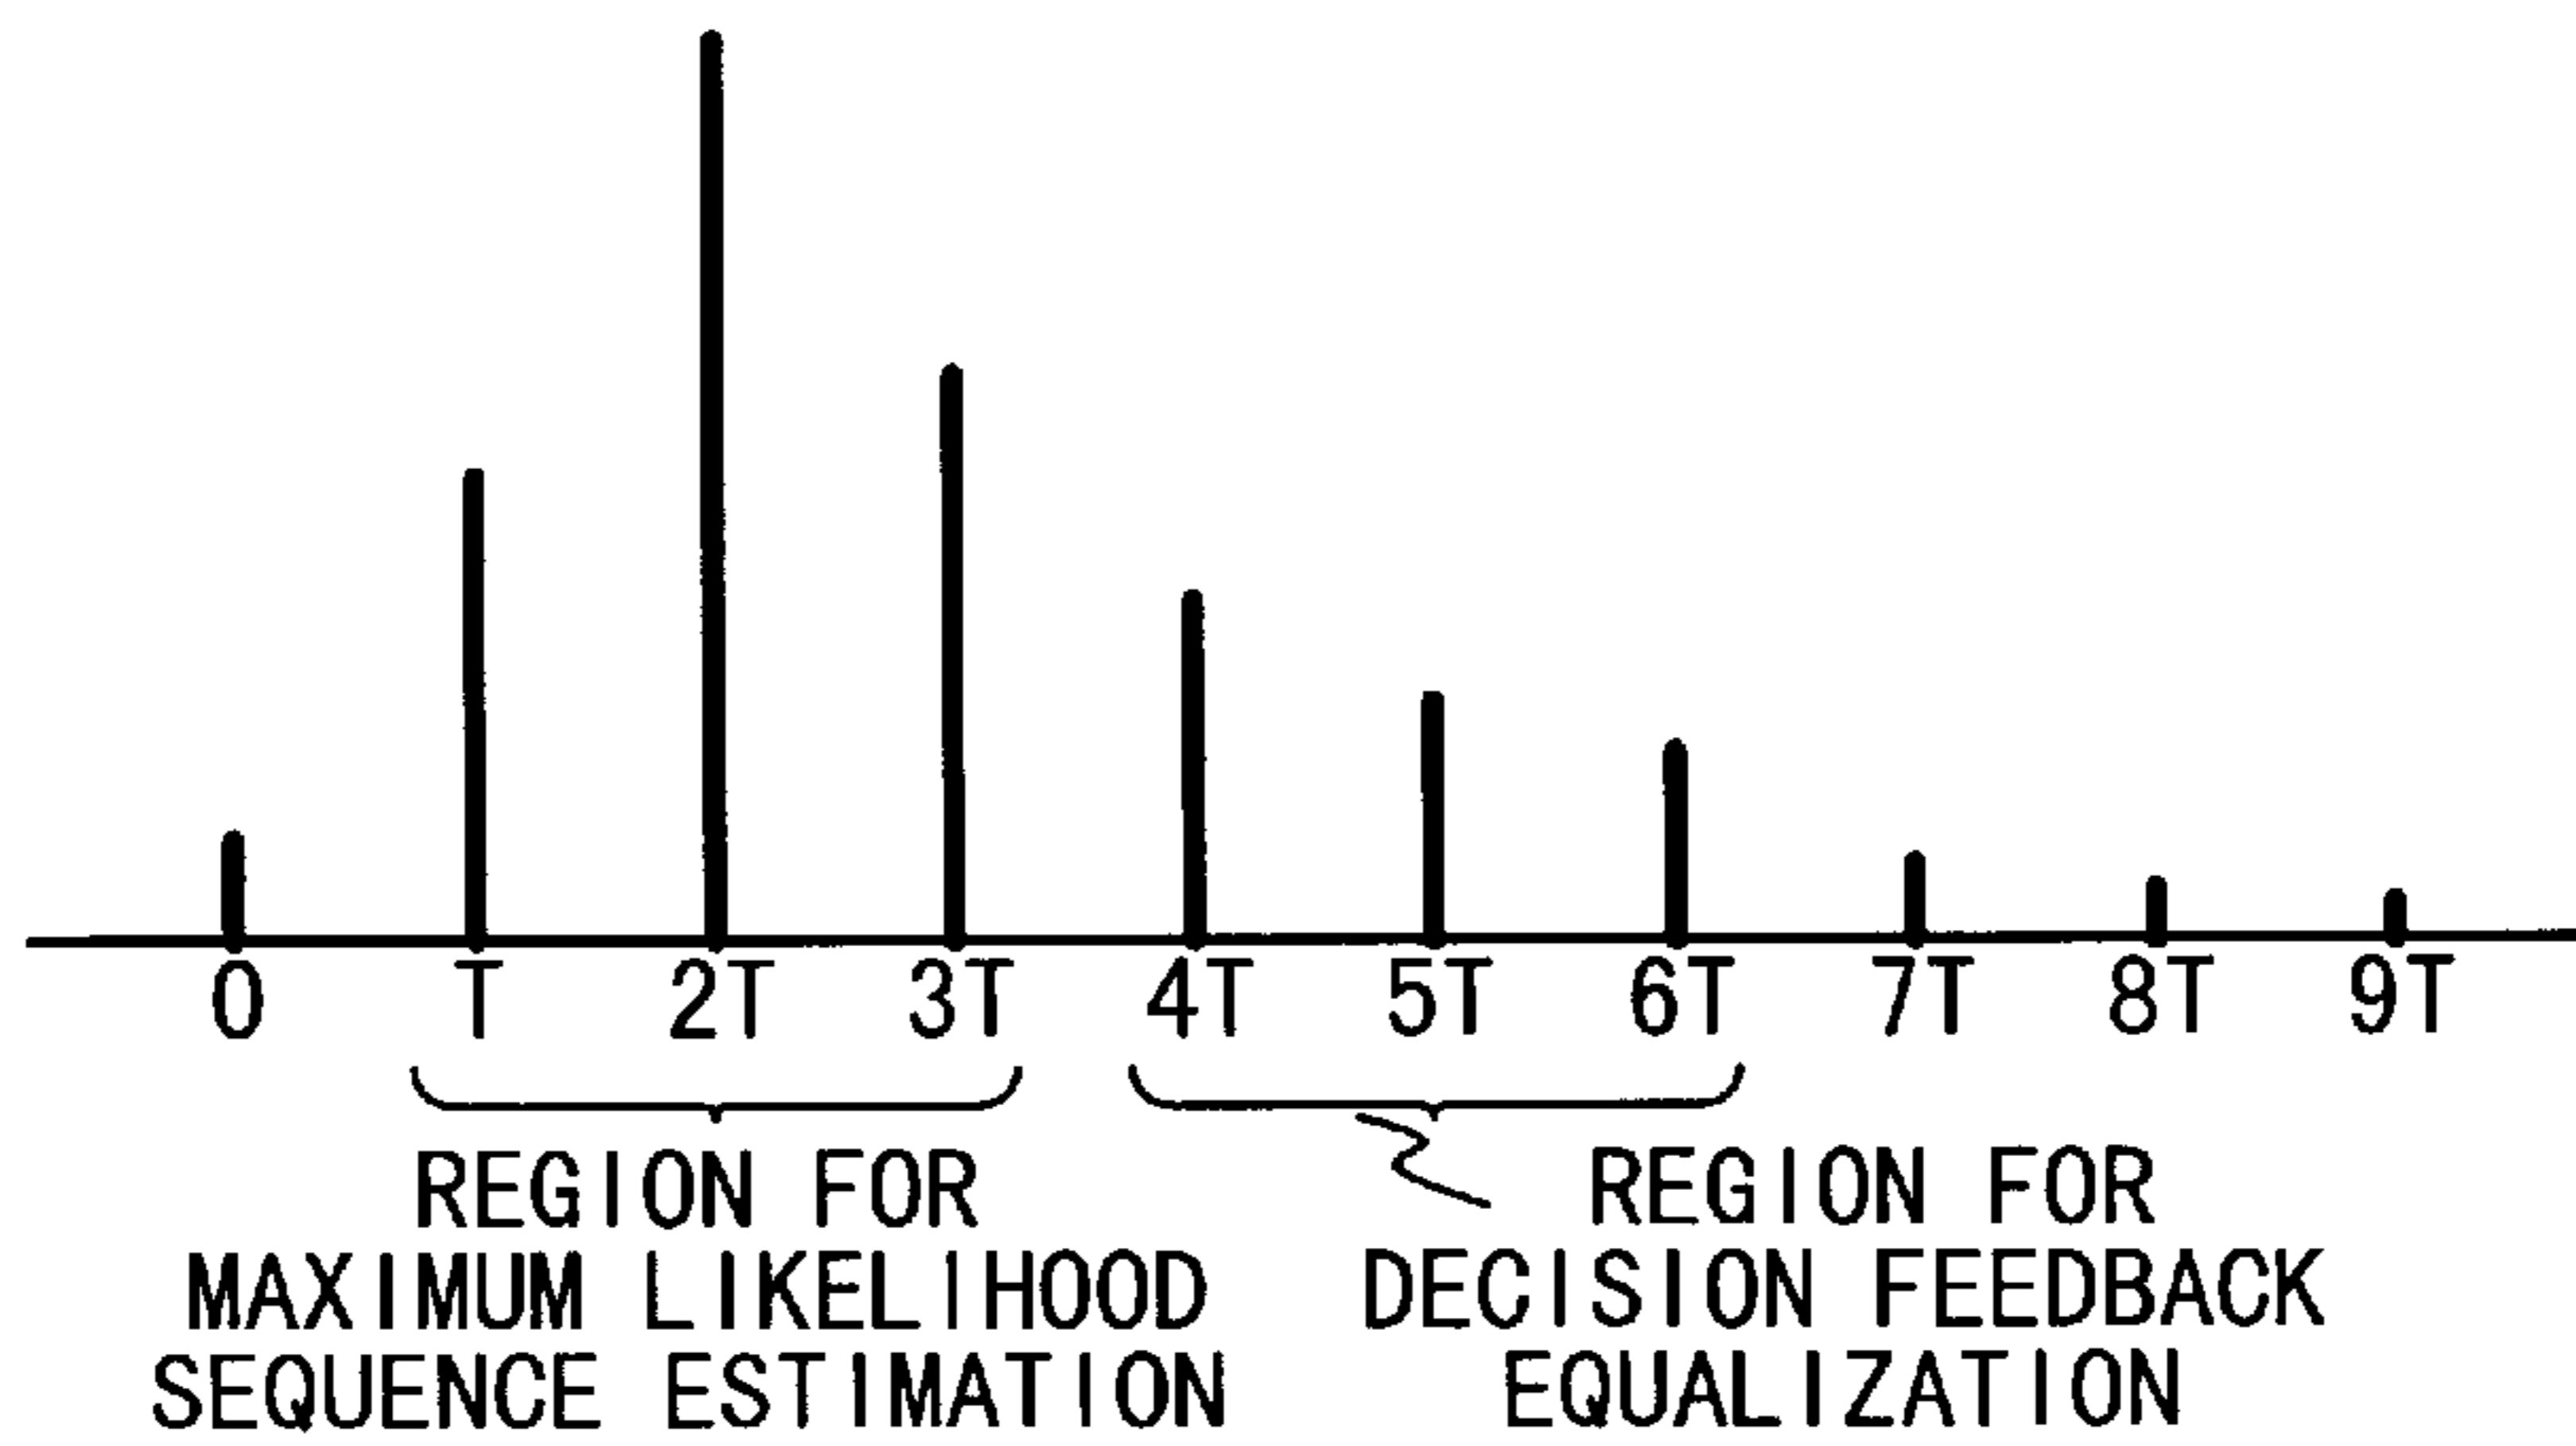 0 T 2T 3T 4T 5T 6T 7T 8T 9T
REGION FOR
MAXIMUM LIKELIHOOD
SEQUENCE ESTIMATION
REGION FOR
DECISION FEEDBACK
EQUALIZATION